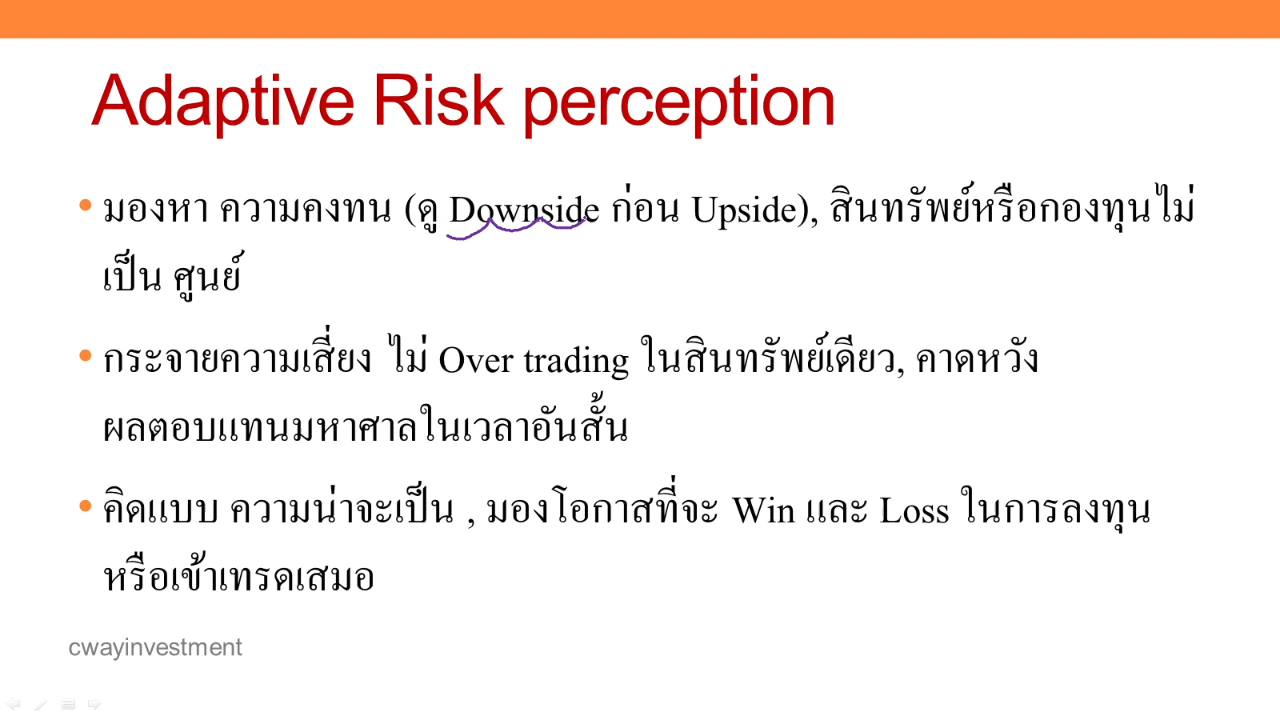 Adaptive Risk perception
• มองหา ความคงทน (ดู Downside ก่อน Upside), สินทรัพย์หรือกองทุนไม่
เป็น ศูนย์
• กระจายความเสี่ยง ไม่ Over trading ในสินทรัพย์เดียว, คาดหวัง
ผลตอบแทนมหาศาลในเวลาอันสั้น
• คิดแบบ ความน่าจะเป็น , มองโอกาสที่จะ Win และ Loss ในการลงทุน
หรือเข้าเทรดเสมอ
cwayinvestment